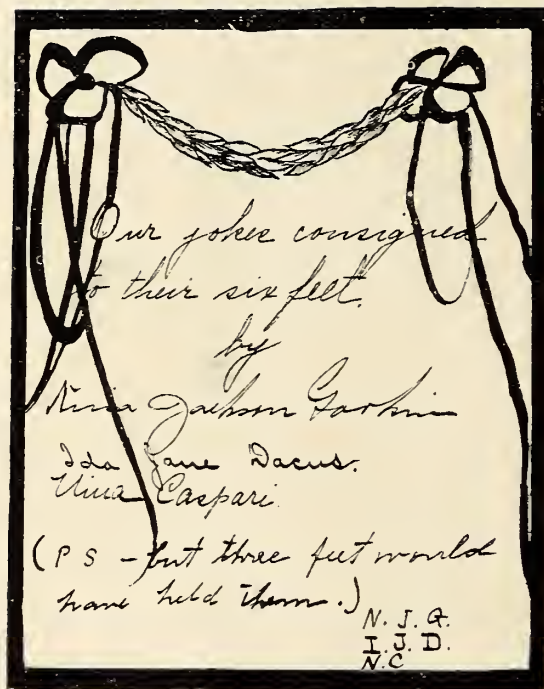 Our jokes consigned
to their six feet.
by
Nina Jackson
Ida Jane Dacus.
Nina Caspari
(P S - but three feet would
have held them.)
N. J. G.
I. J. D.
N. C